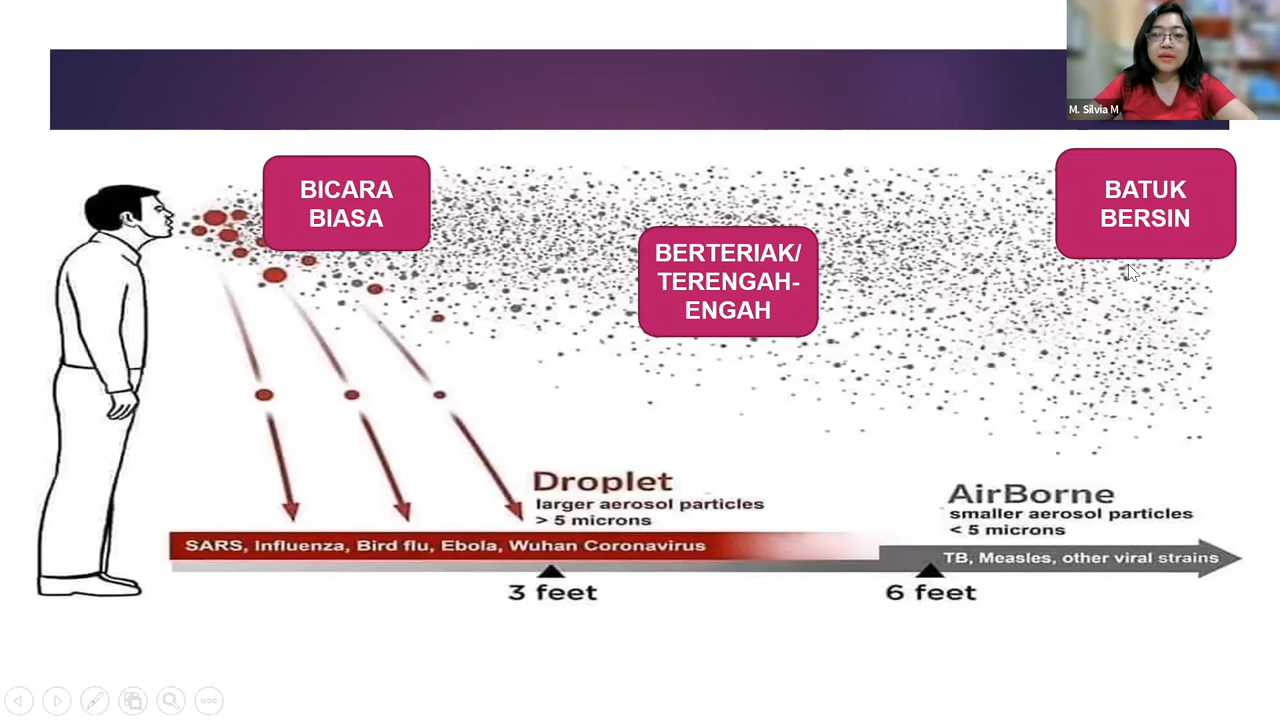 M. Silvia M
BICARA
BIASA
BATUK
BERSIN
BERTERIAK/
TERENGAH-
ENGAH
Droplet
larger aerosol particles
> 5 microns
AirBorne
smaller aerosol particles
< 5 microns
SARS, Influenza, Bird flu, Ebola, Wuhan Coronavirus
TB, Measles, other viral strains
3 feet
6 feet